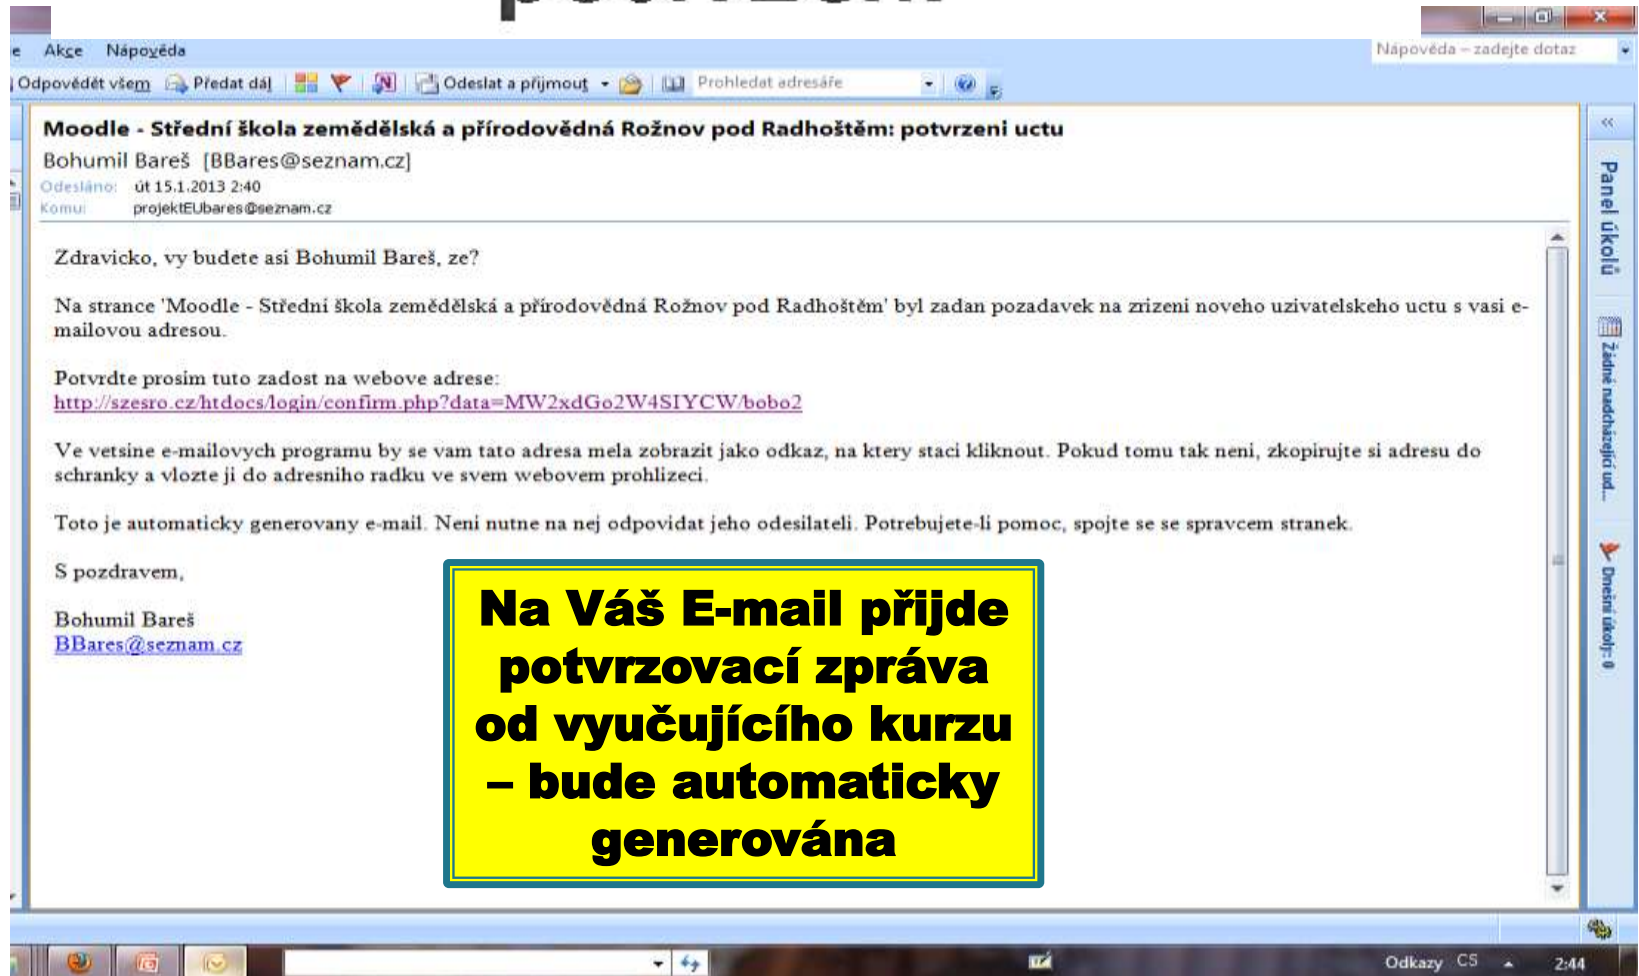 Akce Nápověda
Nápověda – zadejte dotaz
Odpovědět všem Předat dál Odeslat a přijmout Prohledat adresáře
Moodle - Střední škola zemědělská a přírodovědná Rožnov pod Radhoštěm: potvrzeni uctu
Bohumil Bareš [BBares@seznam.cz]
Odesláno: út 15.1.2013 2:40
Komu: projektEUbares@seznam.cz
Zdravicko, vy budete asi Bohumil Bareš, ze?
Na strance 'Moodle - Střední škola zemědělská a přírodovědná Rožnov pod Radhoštěm' byl zadan pozadavek na zrizeni noveho uzivatelskeho uctu s vasi e-
mailovou adresou.
Potvrdte prosim tuto zadost na webove adrese:
http://szesro.cz/htdocs/login/confirm.php?data=MW2xdGo2W4SIYCW/bobo2
Ve vetsine e-mailovych programu by se vam tato adresa mela zobrazit jako odkaz, na ktery staci kliknout. Pokud tomu tak neni, zkopirujte si adresu do
schranky a vlozte ji do adresniho radku ve svem webovem prohlizeci.
Toto je automaticky generovany e-mail. Neni nutne na nej odpovidat jeho odesilateli. Potrebujete-li pomoc, spojte se se spravcem stranek.
S pozdravem,
Bohumil Bareš
BBares@seznam.cz
Na Váš E-mail přijde
potvrzovací zpráva
od vyučujícího kurzu
– bude automaticky
generována
Panel úkolů
Žádné nadcházející ud...
Dnešní úkoly: 0
Odkazy CS 2:44